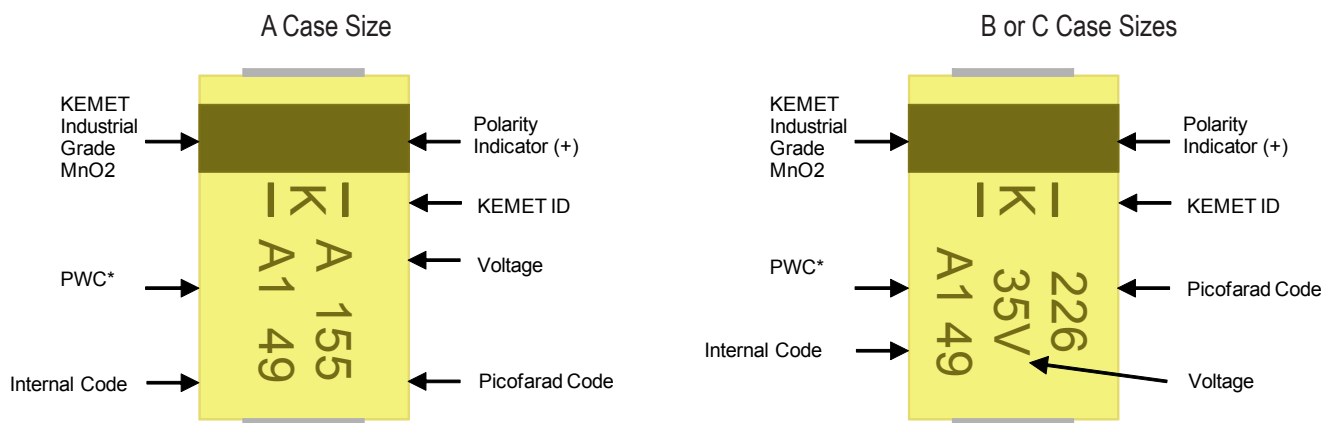 A Case Size
KEMET
Industrial
Grade
MnO2
Polarity
Indicator (+)
KEMET ID
Voltage
PWC*
Internal Code
Picofarad Code
K
A 155
A1 49
B or C Case Sizes
KEMET
Industrial
Grade
MnO2
Polarity
Indicator (+)
KEMET ID
PWC*
Picofarad Code
Internal Code
Voltage
K
226
35V
A1 49